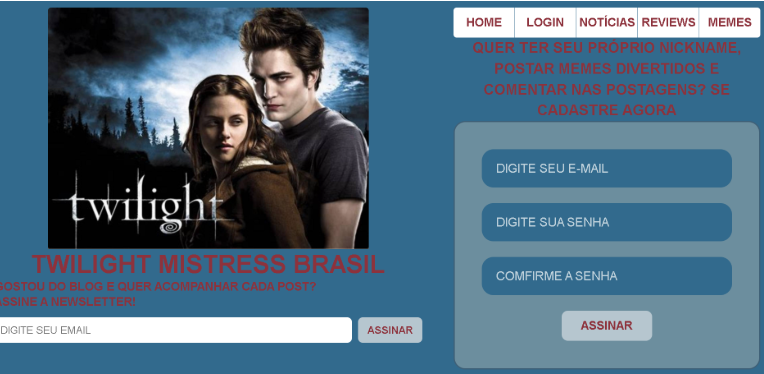 HOME LOGIN NOTÍCIAS REVIEWS MEMES
QUER TER SEU PRÓPRIO NICKNAME,
POSTAR MEMES DIVERTIDOS E
COMENTAR NAS POSTAGENS? SE
CADASTRE AGORA
DIGITE SEU E-MAIL
DIGITE SUA SENHA
COMFIRME A SENHA
ASSINAR
twilight
TWILIGHT MISTRESS BRASIL
GOSTOU DO BLOG E QUER ACOMPANHAR CADA POST?
ASSINE A NEWSLETTER!
DIGITE SEU EMAIL ASSINAR